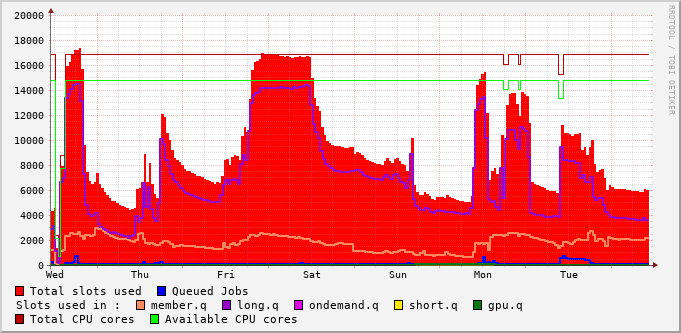 20000
18000
16000
14000
12000
10000
8000
6000
4000
2000
0
Wed Thu Fri Sat Sun Mon Tue
Total slots used Queued Jobs
Slots used in : member.q long.q ondemand.q short.q gpu.q
Total CPU cores Available CPU cores
RRDTOOL / TOBI OETIKER